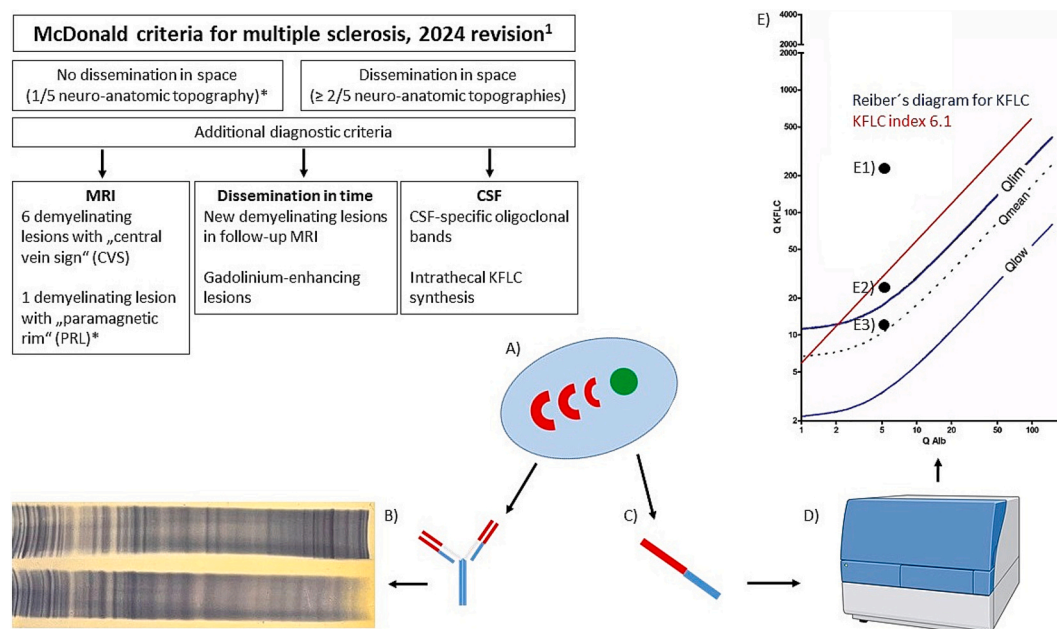 McDonald criteria for multiple sclerosis, 2024 revision¹
No dissemination in space
(1/5 neuro-anatomic topography)*
Dissemination in space
(≥ 2/5 neuro-anatomic topographies)
Additional diagnostic criteria
MRI
6 demyelinating
lesions with „central
vein sign“ (CVS)
1 demyelinating lesion
with „paramagnetic
rim“ (PRL)*
Dissemination in time
New demyelinating lesions
in follow-up MRI
Gadolinium-enhancing
lesions
CSF
CSF-specific oligoclonal
bands
Intrathecal KFLC
synthesis
A)
B)
C)
D)
E)
4000
2000
1000
500
200
100
50
20
10
5
2
Q KFLC
Reiber´s diagram for KFLC
KFLC index 6.1
E1)
E2)
E3)
Qlim
Qmean
Qlow
1
2
5
10
20
50
100
Q Alb